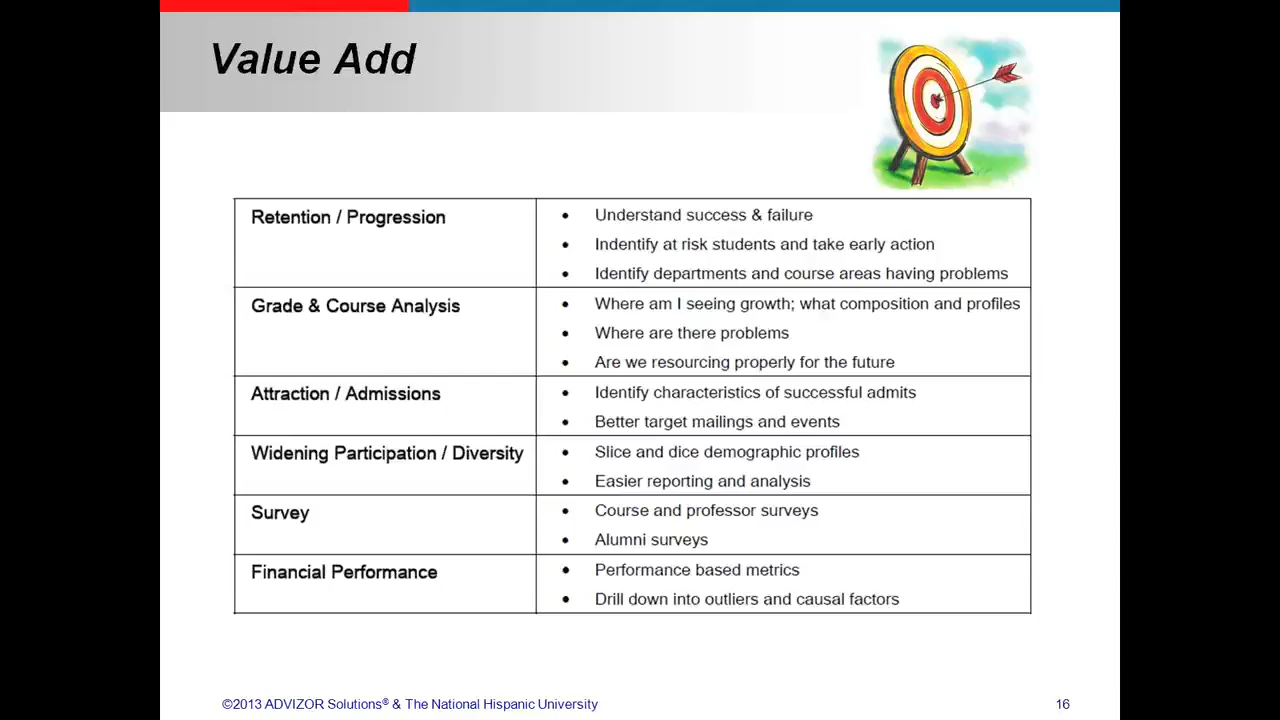 Value Add
Retention / Progression
• Understand success & failure
• Indentify at risk students and take early action
• Identify departments and course areas having problems
Grade & Course Analysis
• Where am I seeing growth; what composition and profiles
• Where are there problems
• Are we resourcing properly for the future
Attraction / Admissions
• Identify characteristics of successful admits
• Better target mailings and events
Widening Participation / Diversity
• Slice and dice demographic profiles
• Easier reporting and analysis
Survey
• Course and professor surveys
• Alumni surveys
Financial Performance
• Performance based metrics
• Drill down into outliers and causal factors
©2013 ADVIZOR Solutions® & The National Hispanic University
16